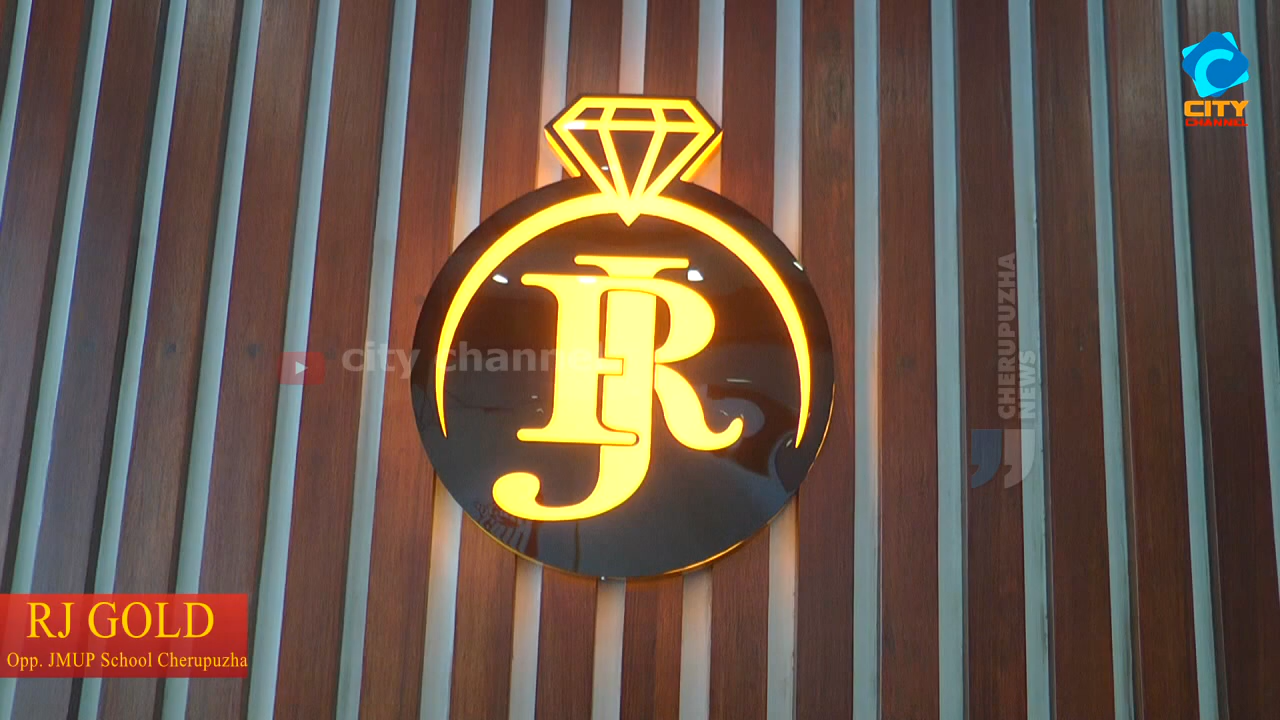 CITY
CHANNEL
RJ
city channel
CHERUPUZHA
NEWS
RJ GOLD
Opp. JMUP School Cherupuzha